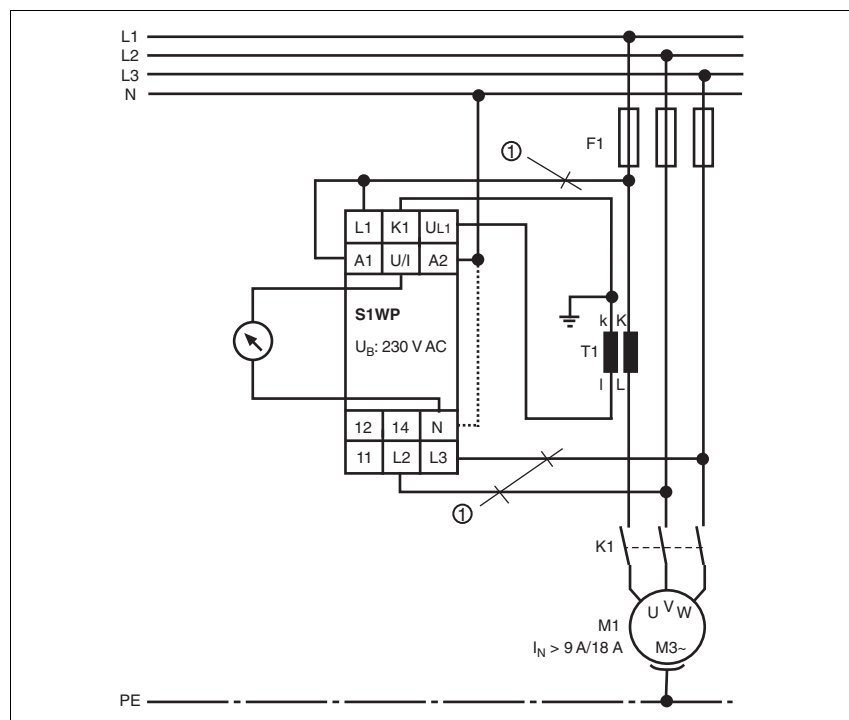 L1
L2
L3
N
F1
①
L1 K1 UL1
A1 U/I A2
S1WP
UB: 230 V AC
k K
T1
l L
12 14 N
11 L2 L3
①
K1
U V W
M1
IN > 9 A/18 A
M3~
PE